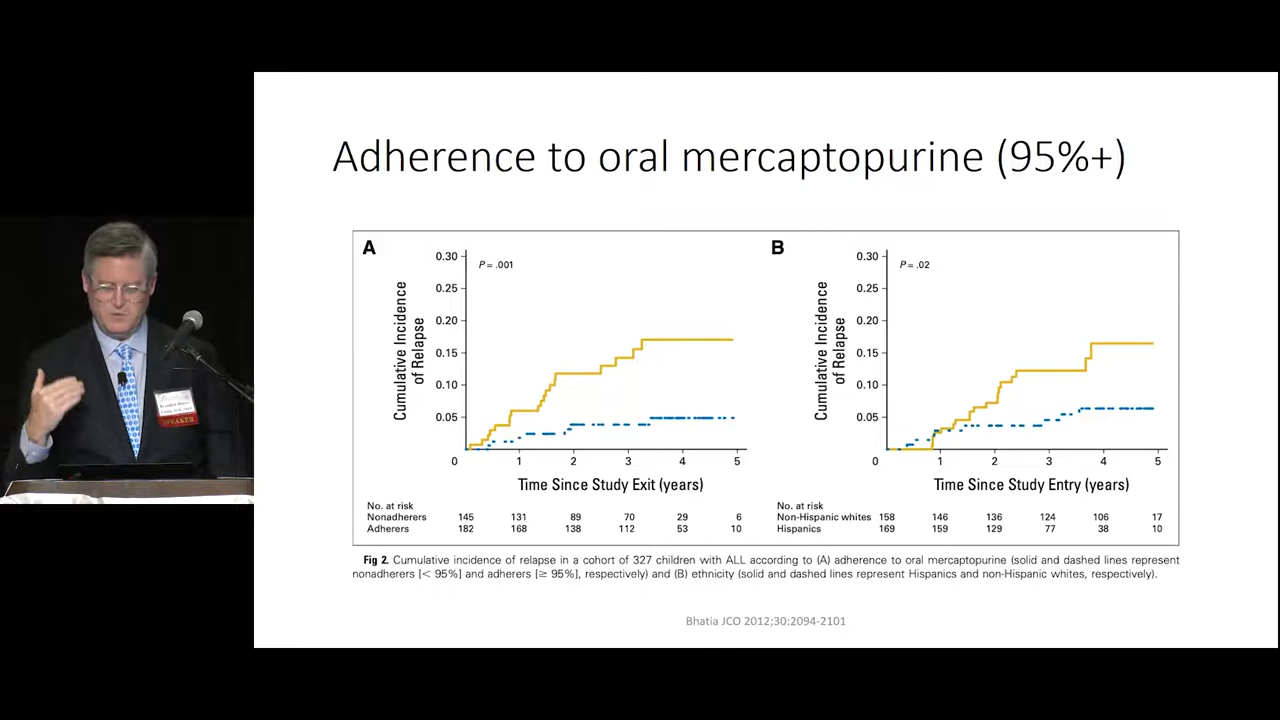 Adherence to oral mercaptopurine (95%+)
A
P = .001
Cumulative Incidence
of Relapse
0.30
0.25
0.20
0.15
0.10
0.05
0 1 2 3 4 5
Time Since Study Exit (years)
No. at risk
Nonadherers 145 131 89 70 29 6
Adherers 182 168 138 112 53 10
B
P = .02
Cumulative Incidence
of Relapse
0.30
0.25
0.20
0.15
0.10
0.05
0 1 2 3 4 5
Time Since Study Entry (years)
No. at risk
Non-Hispanic whites 158 146 136 124 106 17
Hispanics 169 159 129 77 38 10
Fig 2. Cumulative incidence of relapse in a cohort of 327 children with ALL according to (A) adherence to oral mercaptopurine (solid and dashed lines represent
nonadherers [< 95%] and adherers [≥ 95%], respectively) and (B) ethnicity (solid and dashed lines represent Hispanics and non-Hispanic whites, respectively).
Bhatia JCO 2012;30:2094-2101
SPEAKER